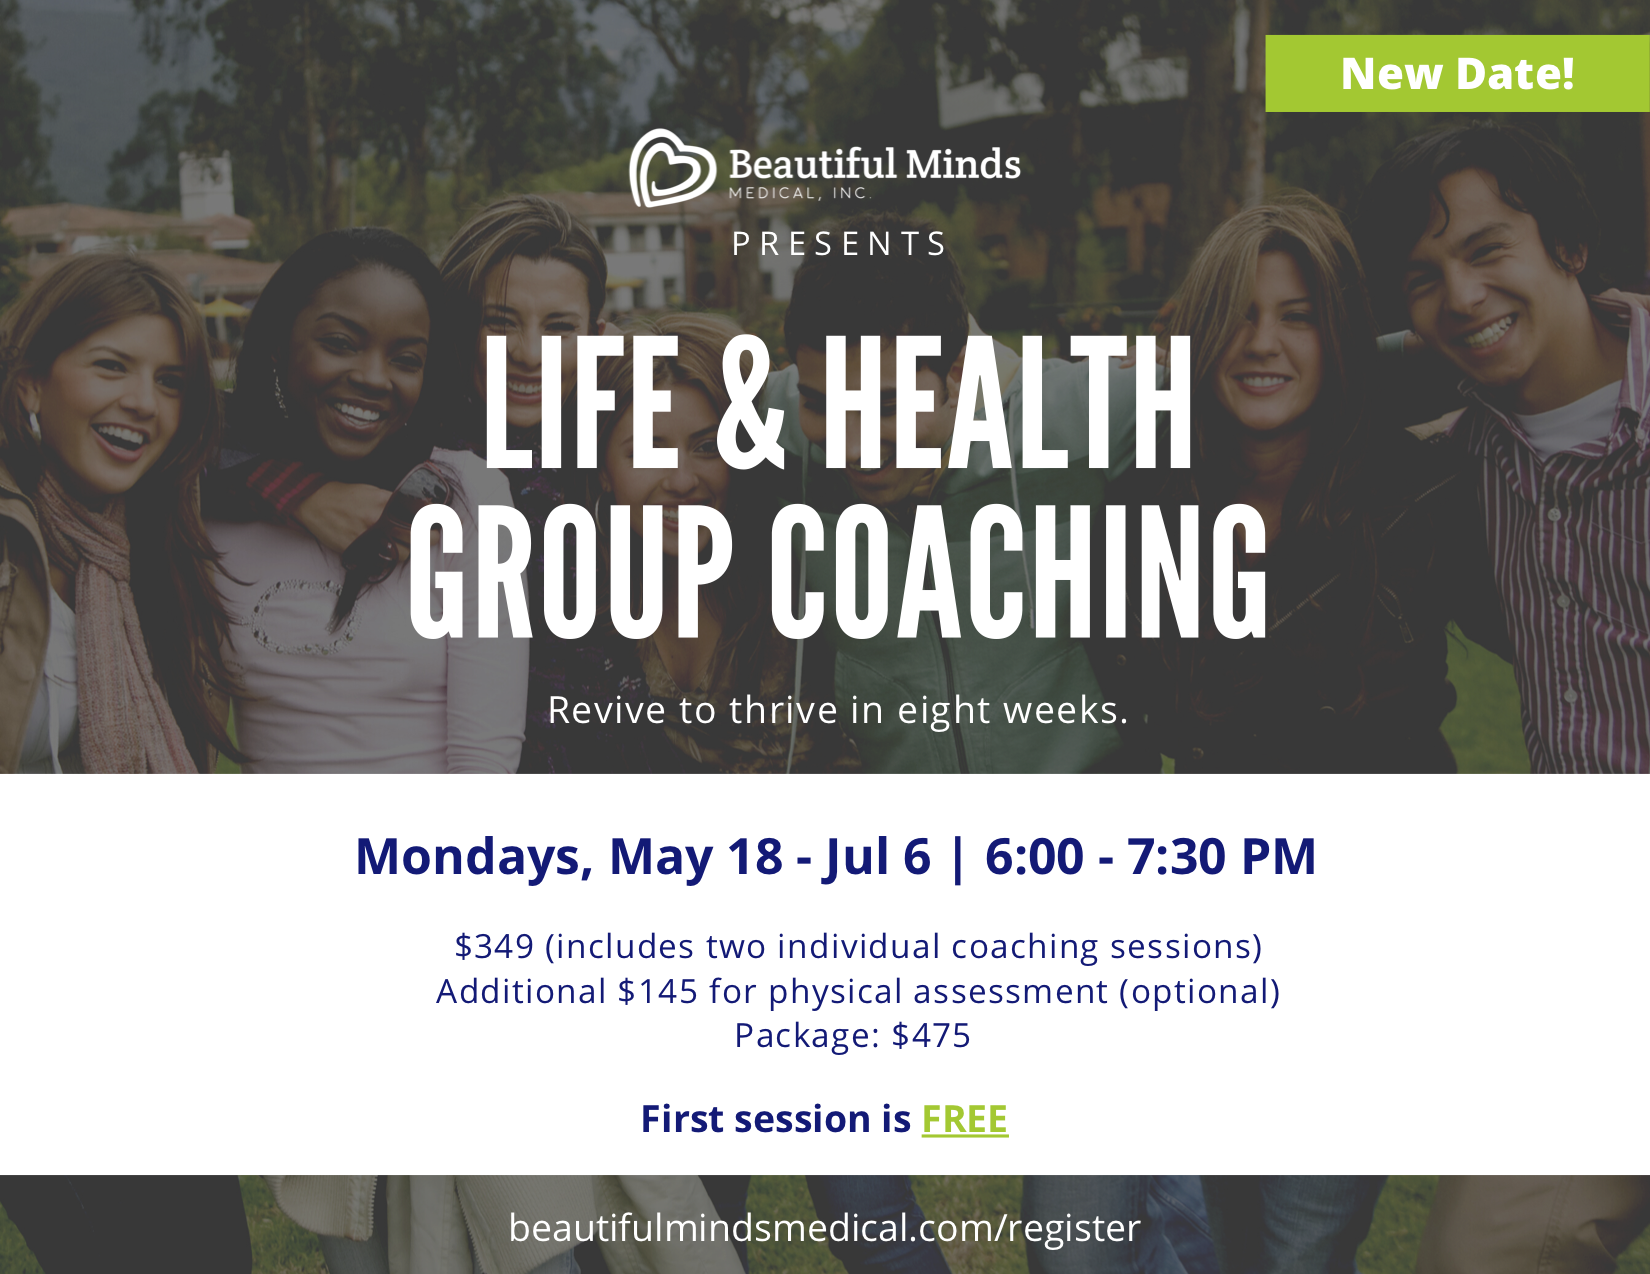 New Date!
Beautiful Minds
MEDICAL, INC.
PRESENTS
LIFE & HEALTH
GROUP COACHING
Revive to thrive in eight weeks.
Mondays, May 18 - Jul 6 | 6:00 - 7:30 PM
$349 (includes two individual coaching sessions)
Additional $145 for physical assessment (optional)
Package: $475
First session is FREE
beautifulmindsmedical.com/register